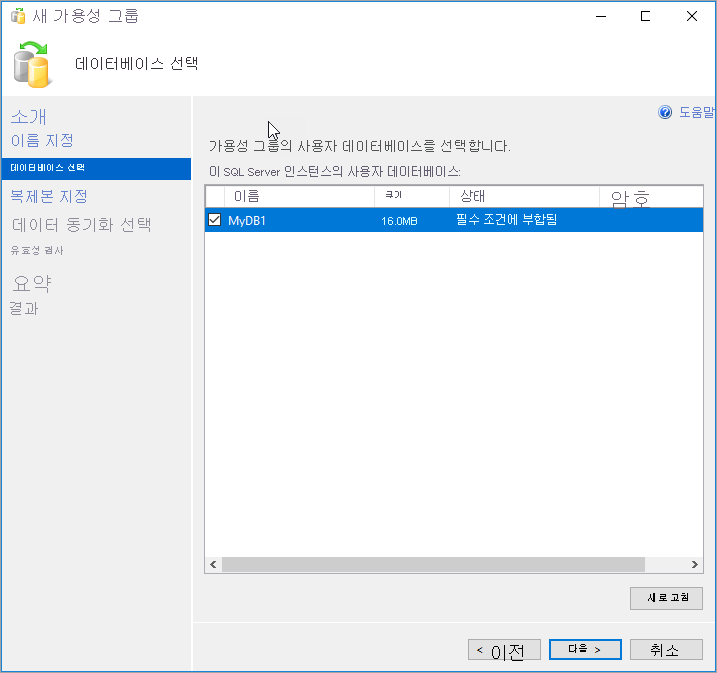 새 가용성 그룹
데이터베이스 선택
소개
이름 지정
데이터베이스 선택
복제본 지정
데이터 동기화 선택
유효성 검사
요약
결과
도움말
가용성 그룹의 사용자 데이터베이스를 선택합니다.
이 SQL Server 인스턴스의 사용자 데이터베이스:
이름 크기 상태 암호
MyDB1 16.0MB 필수 조건에 부합됨
새로 고침
< 이전 다음 > 취소